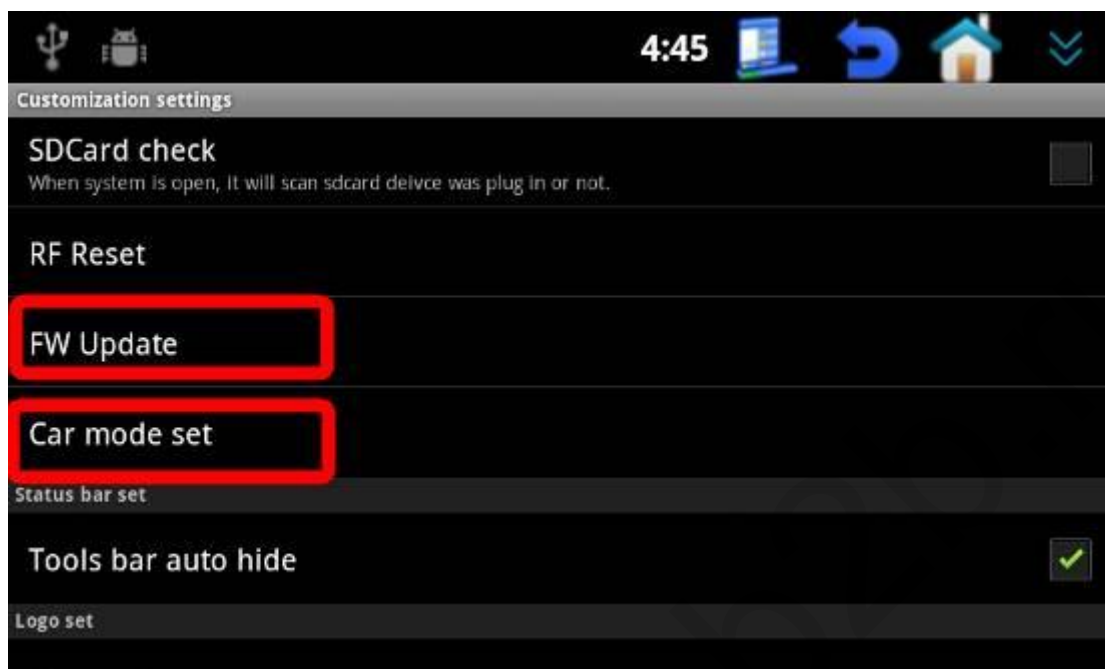 4:45
Customization settings
SDCard check
When system is open, it will scan sdcard deivce was plug in or not.
RF Reset
FW Update
Car mode set
Status bar set
Tools bar auto hide
Logo set